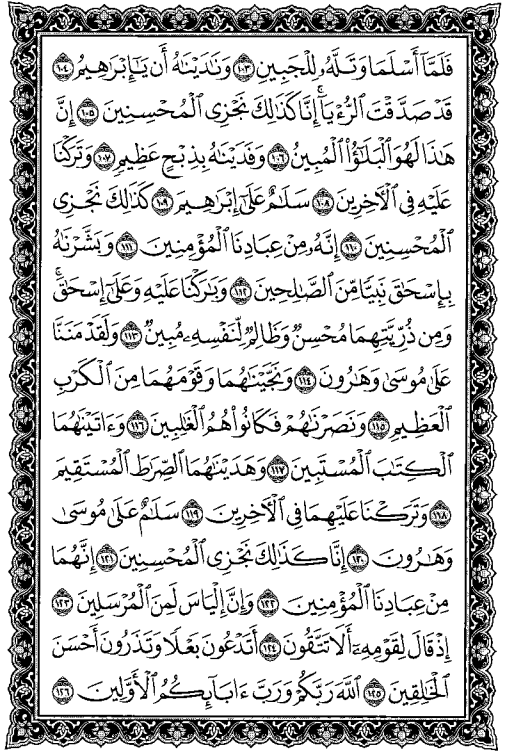 فَلَمَّآ أَسْلَمَا وَتَلَّهُۥ لِلْجَبِينِ ١٠٣ وَنَٰدَيْنَٰهُ أَن يَٰٓإِبْرَٰهِيمُ ١٠٤
قَدْ صَدَّقْتَ ٱلرُّءْيَآ ۚ إِنَّا كَذَٰلِكَ نَجْزِى ٱلْمُحْسِنِينَ ١٠٥ إِنَّ
هَٰذَا لَهُوَ ٱلْبَلَٰٓؤُا۟ ٱلْمُبِينُ ١٠٦ وَفَدَيْنَٰهُ بِذِبْحٍ عَظِيمٍ ١٠٧ وَتَرَكْنَا
عَلَيْهِ فِى ٱلْءَاخِرِينَ ١٠٨ سَلَٰمٌ عَلَىٰٓ إِبْرَٰهِيمَ ١٠٩ كَذَٰلِكَ نَجْزِى
ٱلْمُحْسِنِينَ ١١٠ إِنَّهُۥ مِنْ عِبَادِنَا ٱلْمُؤْمِنِينَ ١١١ وَبَشَّرْنَٰهُ
بِإِسْحَٰقَ نَبِيًّا مِّنَ ٱلصَّٰلِحِينَ ١١٢ وَبَٰرَكْنَا عَلَيْهِ وَعَلَىٰٓ إِسْحَٰقَ ۚ
وَمِن ذُرِّيَّتِهِمَا مُحْسِنٌ وَظَالِمٌ لِّنَفْسِهِۦ مُبِينٌ ١١٣ وَلَقَدْ مَنَنَّا
عَلَىٰ مُوسَىٰ وَهَٰرُونَ ١١٤ وَنَجَّيْنَٰهُمَا وَقَوْمَهُمَا مِنَ ٱلْكَرْبِ
ٱلْعَظِيمِ ١١٥ وَنَصَرْنَٰهُمْ فَكَانُوا۟ هُمُ ٱلْغَٰلِبِينَ ١١٦ وَءَاتَيْنَٰهُمَا
ٱلْكِتَٰبَ ٱلْمُسْتَبِينَ ١١٧ وَهَدَيْنَٰهُمَا ٱلصِّرَٰطَ ٱلْمُسْتَقِيمَ
١١٨ وَتَرَكْنَا عَلَيْهِمَا فِى ٱلْءَاخِرِينَ ١١٩ سَلَٰمٌ عَلَىٰ مُوسَىٰ
وَهَٰرُونَ ١٢٠ إِنَّا كَذَٰلِكَ نَجْزِى ٱلْمُحْسِنِينَ ١٢١ إِنَّهُمَا
مِنْ عِبَادِنَا ٱلْمُؤْمِنِينَ ١٢٢ وَإِنَّ إِلْيَاسَ لَمِنَ ٱلْمُرْسَلِينَ ١٢٣
إِذْ قَالَ لِقَوْمِهِۦٓ أَلَا تَتَّقُونَ ١٢٤ أَتَدْعُونَ بَعْلًا وَتَذَرُونَ أَحْسَنَ
ٱلْخَٰلِقِينَ ١٢٥ ٱللَّهَ رَبَّكُمْ وَرَبَّ ءَابَآئِكُمُ ٱلْأَوَّلِينَ ١٢٦